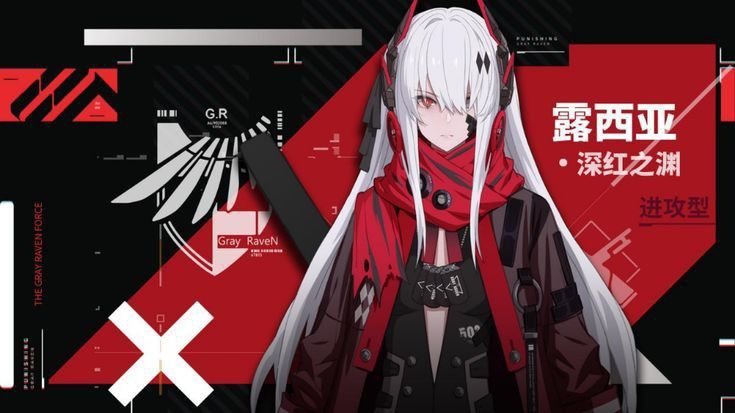 PUNISHING
GRAY RAVEN
G.R
露西亚
·深红之渊
进攻型
Gray RaveN
THE GRAY RAVEN FORCE
PUNISHING
GRAY RAVEN
50